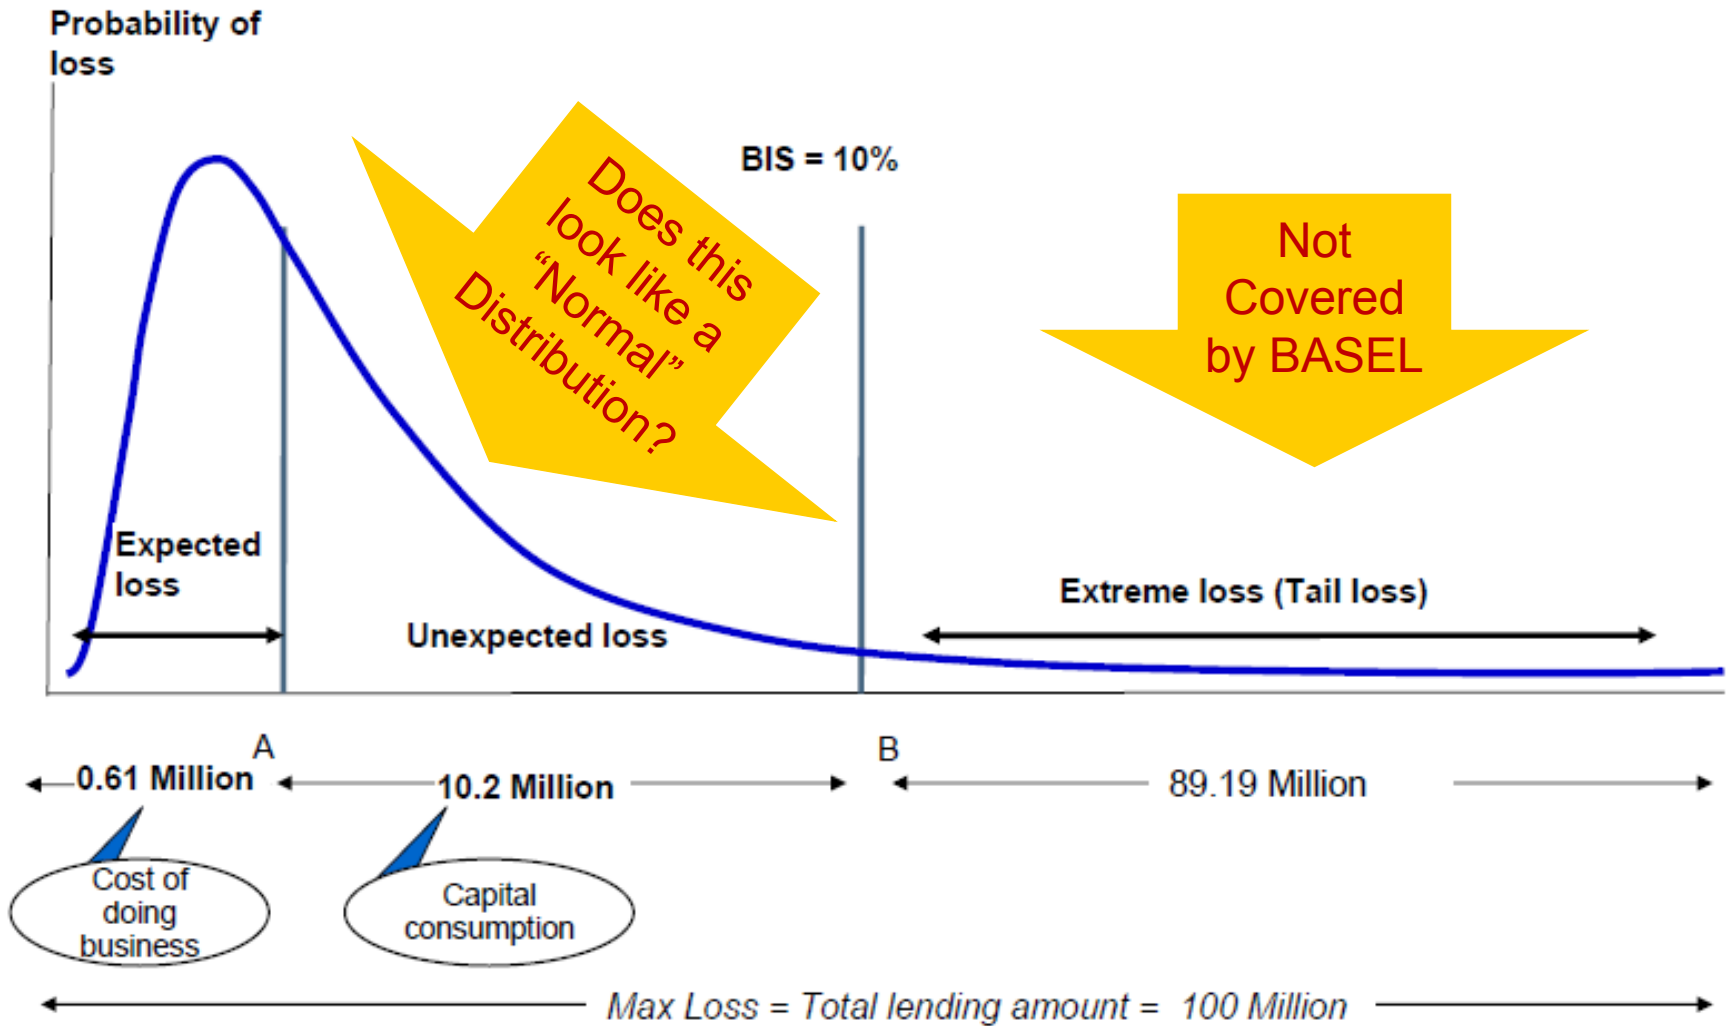 Probability of
loss
BIS = 10%
Does this
look like a
“Normal”
Distribution?
Not
Covered
by BASEL
Expected
loss
Unexpected loss
Extreme loss (Tail loss)
A
B
0.61 Million
10.2 Million
89.19 Million
Cost of
doing
business
Capital
consumption
Max Loss = Total lending amount = 100 Million